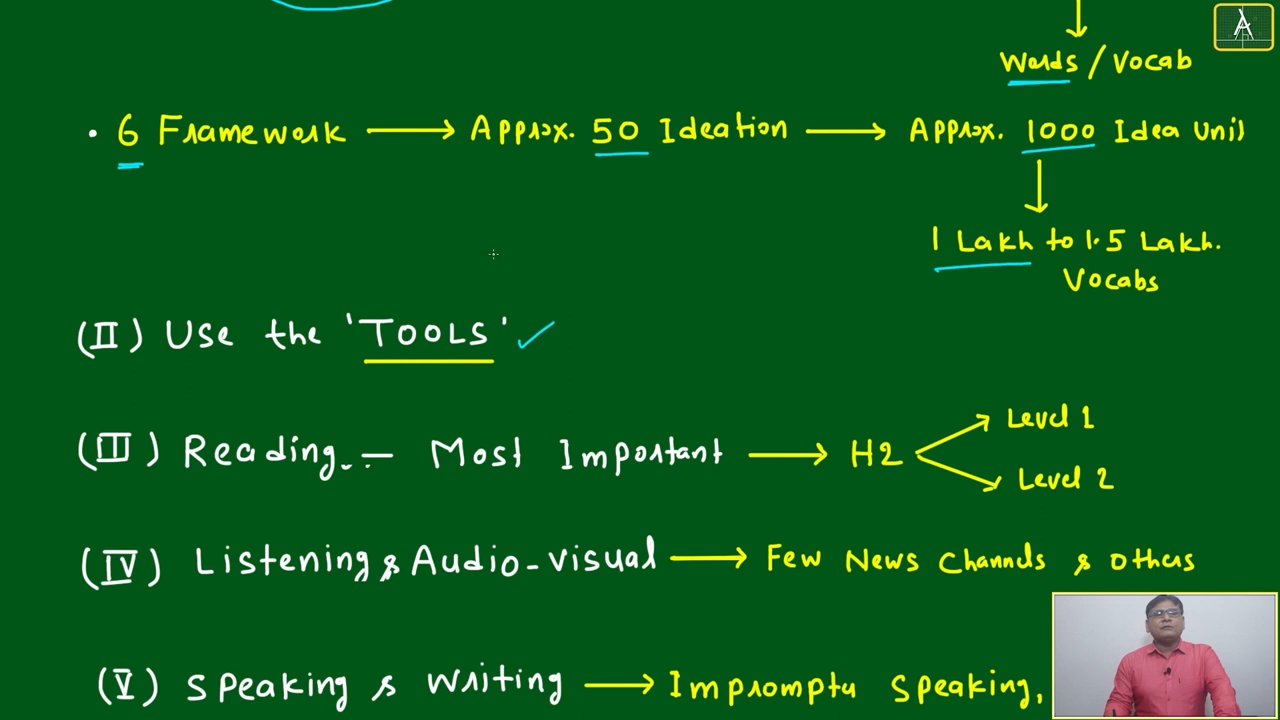 A
Words / Vocab
• 6 Framework → Approx. 50 Ideation → Approx. 1000 Idea Unit
1 Lakh to 1.5 Lakh.
Vocabs
(II) Use the 'TOOLS' ✓
(III) Reading. – Most Important → H2
Level 1
Level 2
(IV) Listening & Audio-visual → Few News Channels & others
(V) Speaking & Writing → Impromptu Speaking,